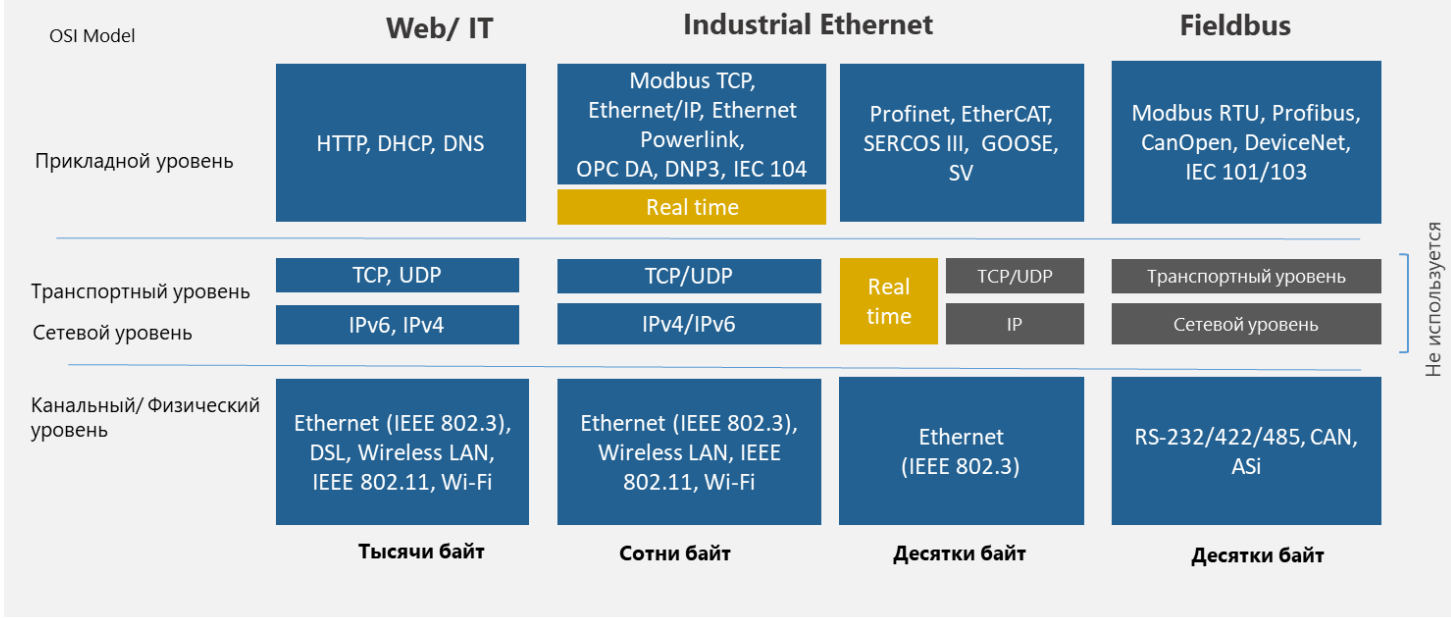 OSI Model
Web/ IT
Industrial Ethernet
Fieldbus
Прикладной уровень
HTTP, DHCP, DNS
Modbus TCP,
Ethernet/IP, Ethernet
Powerlink,
OPC DA, DNP3, IEC 104
Real time
Profinet, EtherCAT,
SERCOS III, GOOSE,
SV
Modbus RTU, Profibus,
CanOpen, DeviceNet,
IEC 101/103
Транспортный уровень
TCP, UDP
TCP/UDP
Real
time
TCP/UDP
Транспортный уровень
Сетевой уровень
IPv6, IPv4
IPv4/IPv6
IP
Сетевой уровень
Не используется
Канальный/ Физический
уровень
Ethernet (IEEE 802.3),
DSL, Wireless LAN,
IEEE 802.11, Wi-Fi
Ethernet (IEEE 802.3),
Wireless LAN, IEEE
802.11, Wi-Fi
Ethernet
(IEEE 802.3)
RS-232/422/485, CAN,
ASi
Тысячи байт
Сотни байт
Десятки байт
Десятки байт